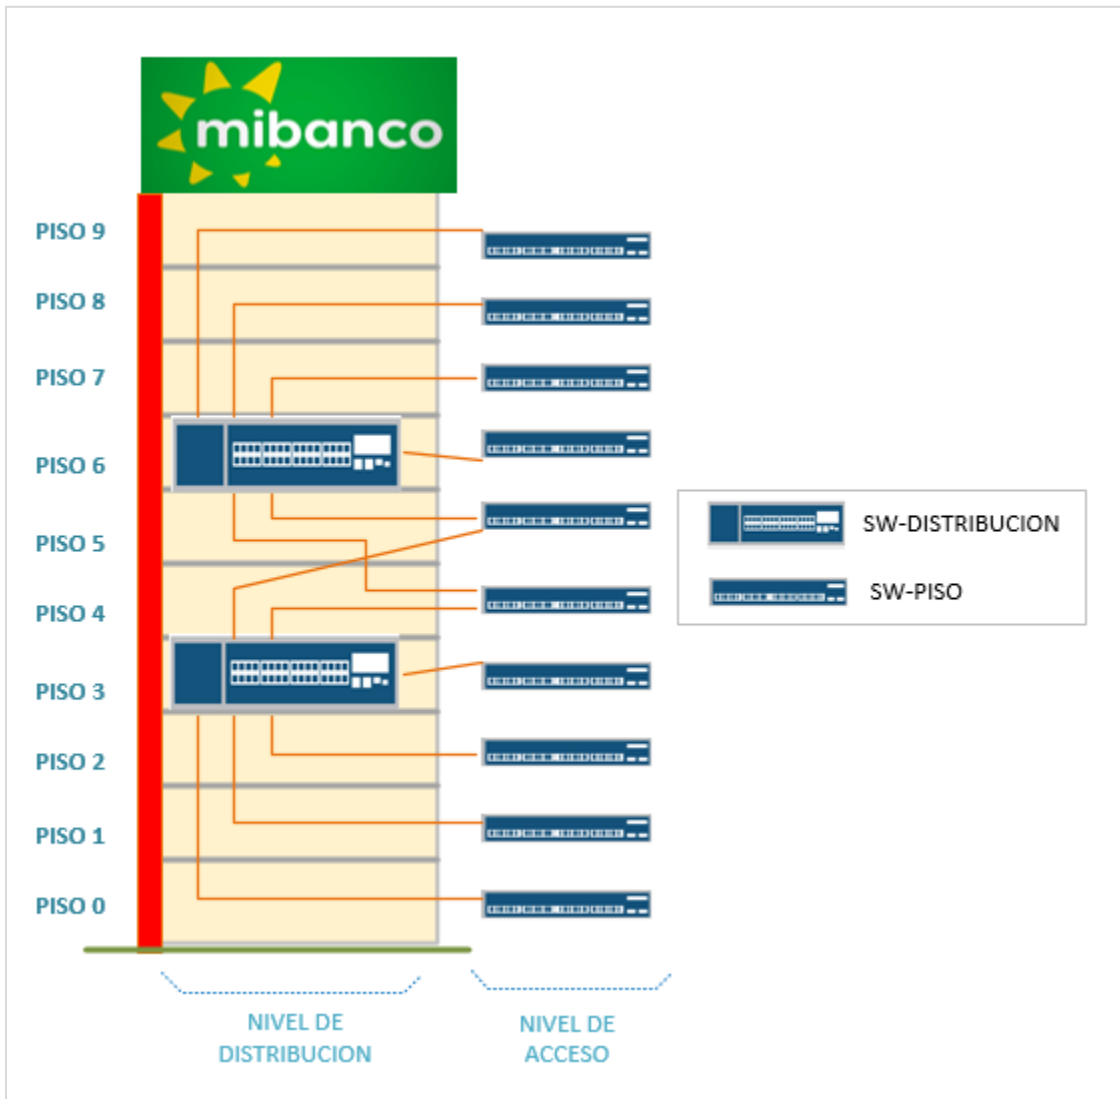 mibanco
PISO 9
PISO 8
PISO 7
PISO 6
PISO 5
PISO 4
PISO 3
PISO 2
PISO 1
PISO 0
SW-DISTRIBUCION
SW-PISO
NIVEL DE
DISTRIBUCION
NIVEL DE
ACCESO